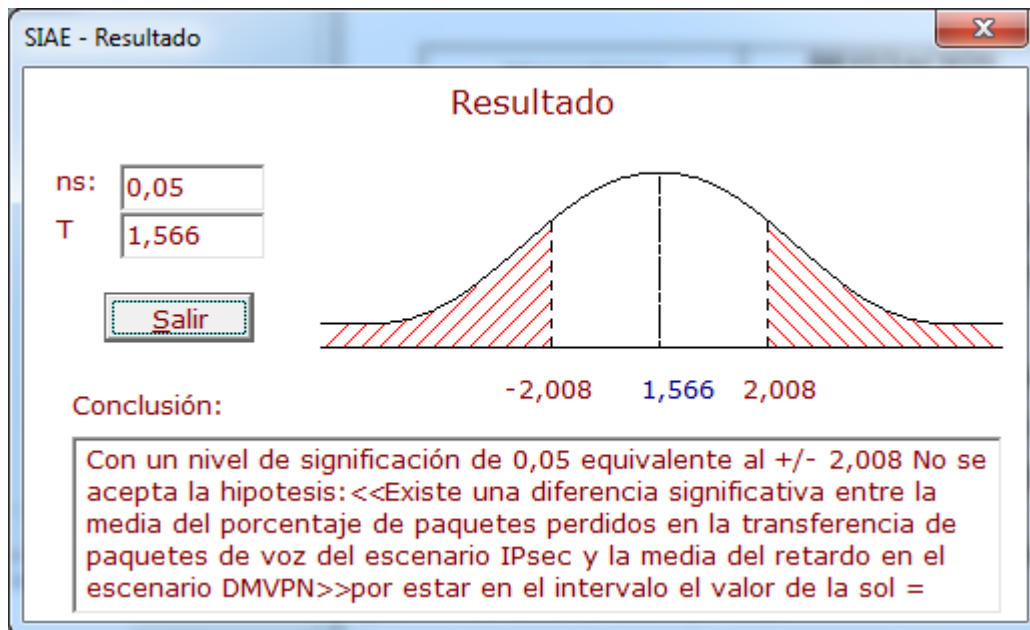 SIAE - Resultado
Resultado
ns: 0,05
T 1,566
Salir
-2,008 1,566 2,008
Conclusión:
Con un nivel de significación de 0,05 equivalente al +/- 2,008 No se
acepta la hipotesis:<<Existe una diferencia significativa entre la
media del porcentaje de paquetes perdidos en la transferencia de
paquetes de voz del escenario IPsec y la media del retardo en el
escenario DMVPN>>por estar en el intervalo el valor de la sol =